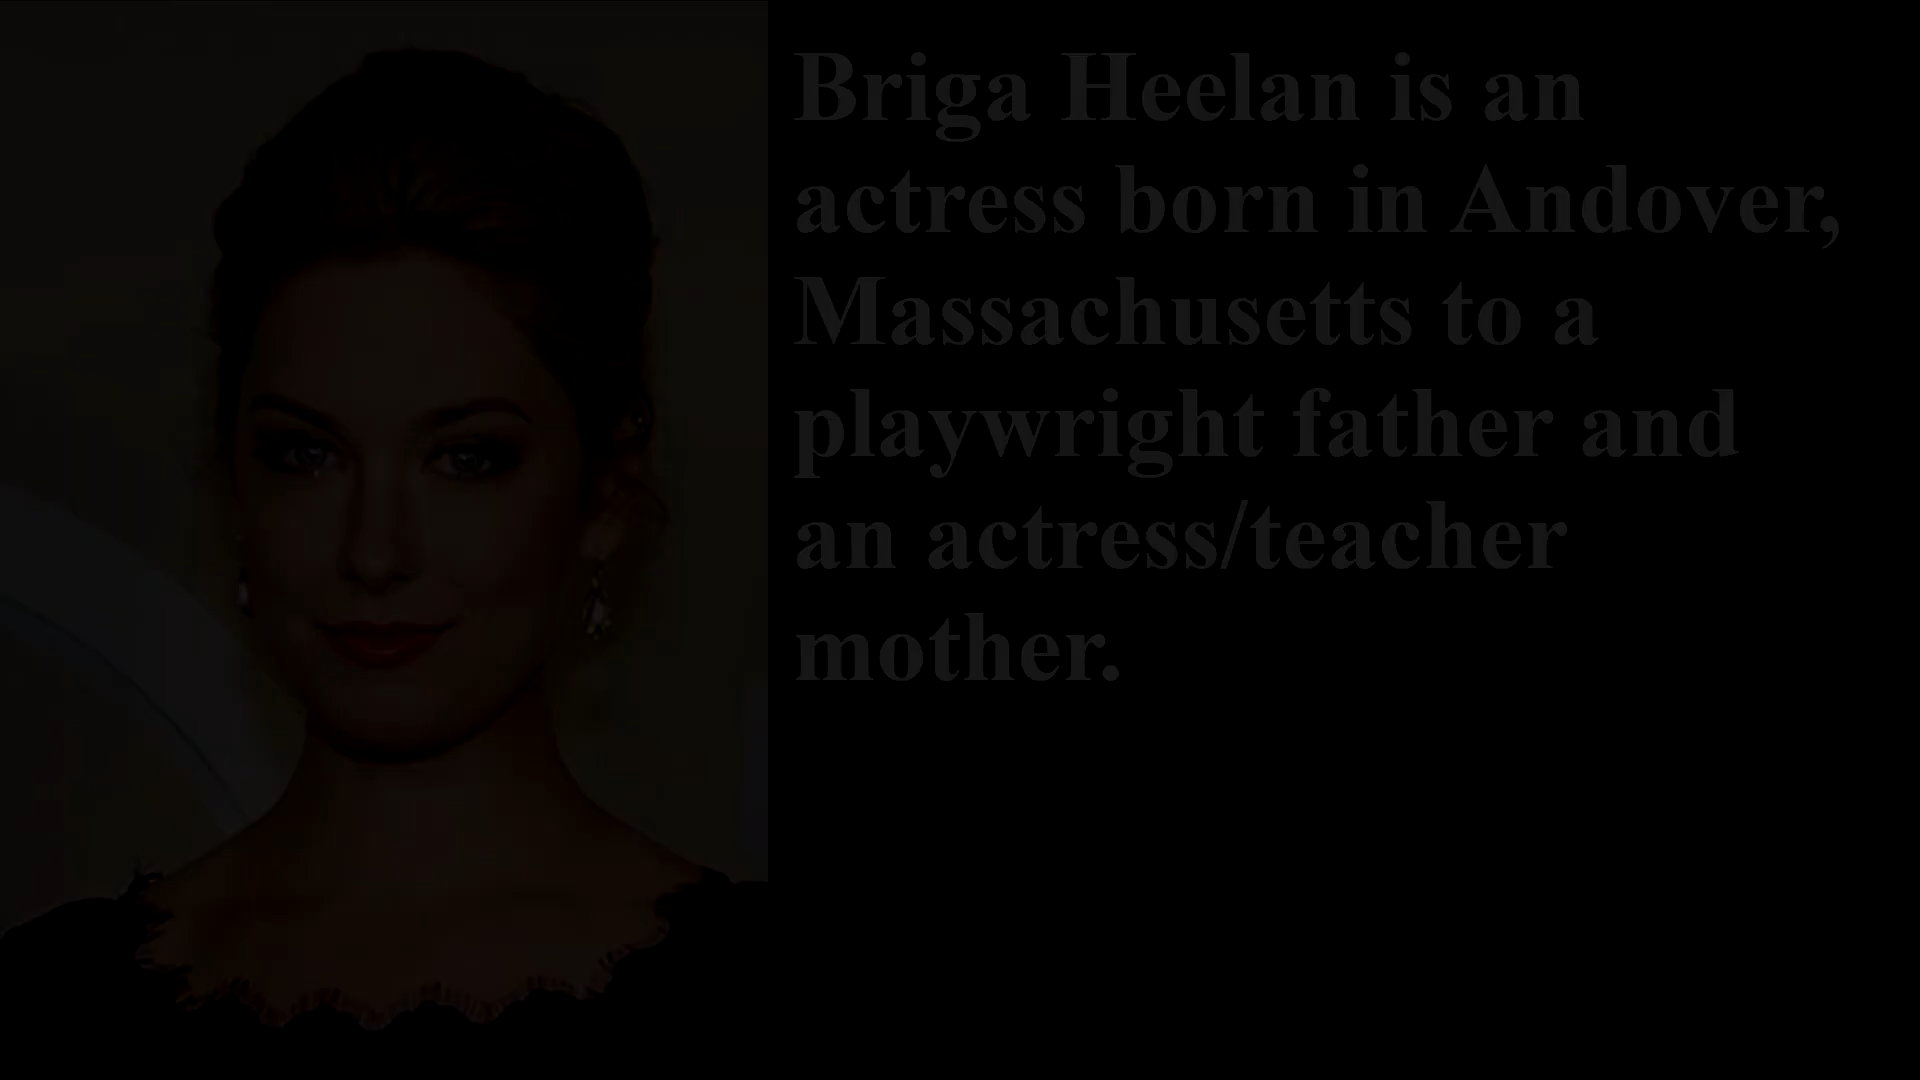 Briga Heelan is an
actress born in Andover,
Massachusetts to a
playwright father and
an actress/teacher
mother.